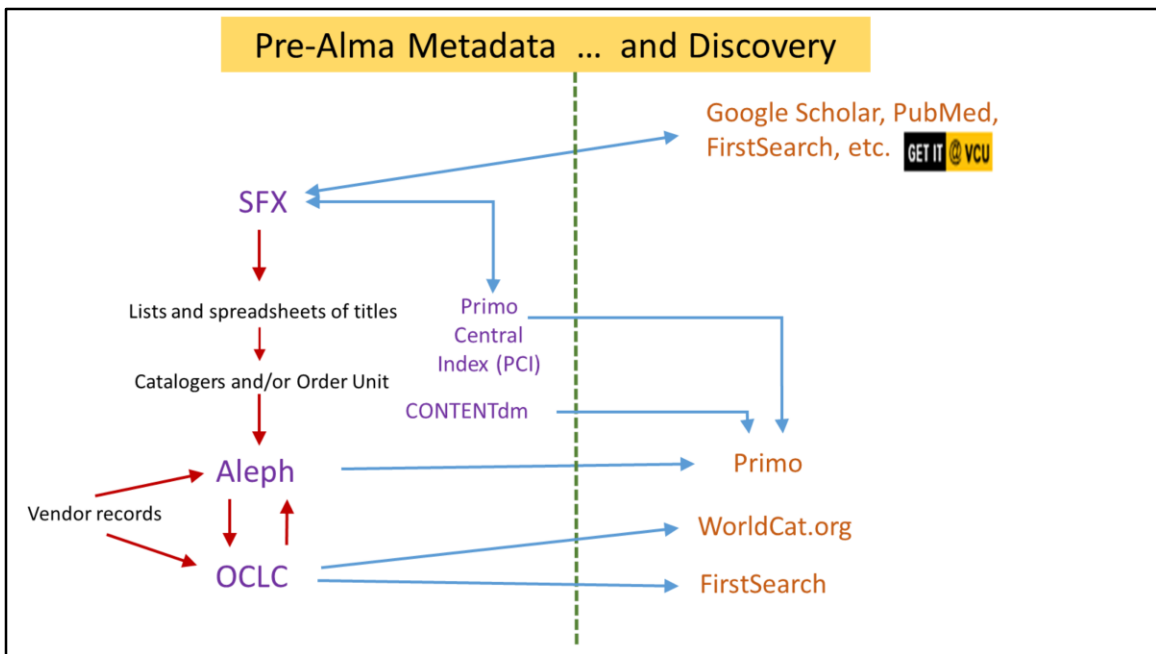 Pre-Alma Metadata … and Discovery
Google Scholar, PubMed,
FirstSearch, etc. GET IT @ VCU
SFX
Lists and spreadsheets of titles
Primo
Central
Index (PCI)
Catalogers and/or Order Unit
CONTENTdm
Aleph
Primo
Vendor records
WorldCat.org
OCLC
FirstSearch